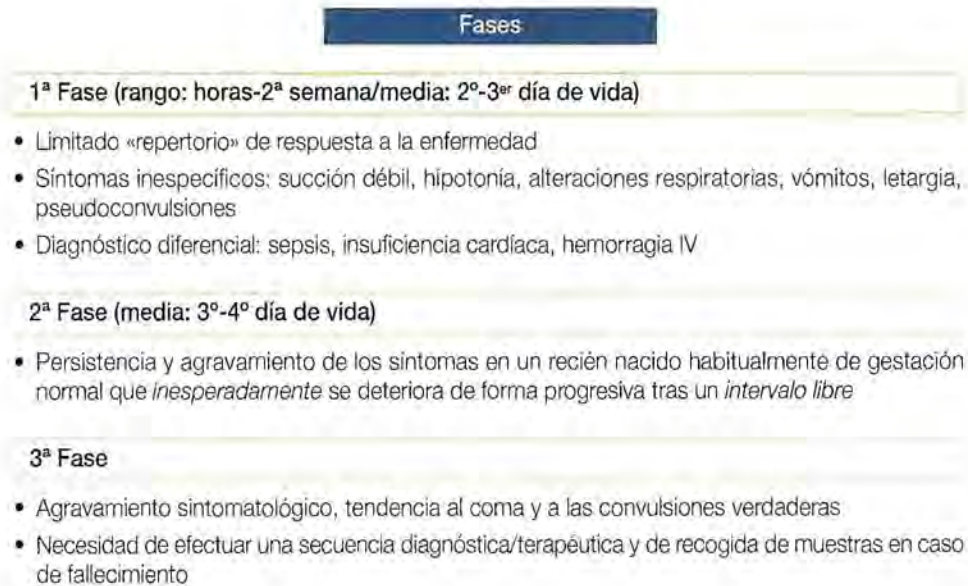 Fases
1ª Fase (rango: horas-2ª semana/media: 2º-3er día de vida)
• Limitado «repertorio» de respuesta a la enfermedad
• Síntomas inespecíficos: succión débil, hipotonía, alteraciones respiratorias, vómitos, letargia,
pseudoconvulsiones
• Diagnóstico diferencial: sepsis, insuficiencia cardíaca, hemorragia IV
2ª Fase (media: 3º-4º día de vida)
• Persistencia y agravamiento de los síntomas en un recién nacido habitualmente de gestación
normal que inesperadamente se deteriora de forma progresiva tras un intervalo libre
3ª Fase
• Agravamiento sintomatológico, tendencia al coma y a las convulsiones verdaderas
• Necesidad de efectuar una secuencia diagnóstica/terapéutica y de recogida de muestras en caso
de fallecimiento